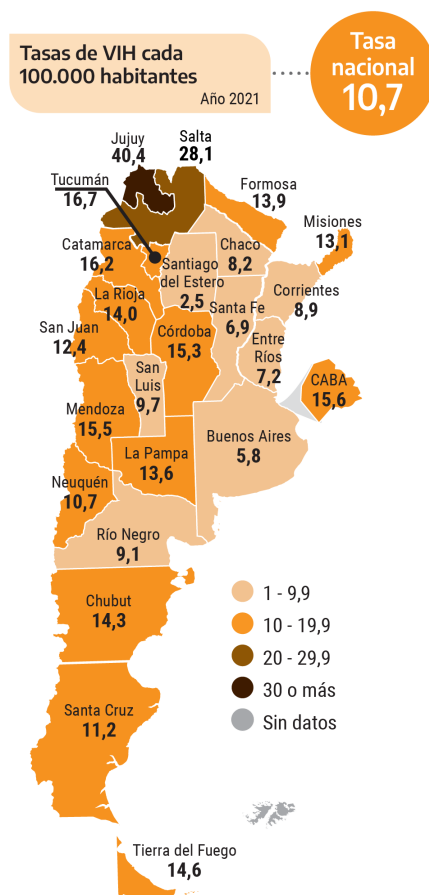 Tasas de VIH cada
100.000 habitantes
Año 2021
Tasa
nacional
10,7
Jujuy
40,4
Salta
28,1
Tucumán
16,7
Formosa
13,9
Misiones
13,1
Catamarca
16,2
Santiago
del Estero
2,5
Chaco
8,2
Corrientes
8,9
La Rioja
14,0
Santa Fe
6,9
San Juan
12,4
Córdoba
15,3
Entre
Ríos
7,2
San
Luis
9,7
CABA
15,6
Mendoza
15,5
Buenos Aires
5,8
La Pampa
13,6
Neuquén
10,7
Río Negro
9,1
Chubut
14,3
Santa Cruz
11,2
Tierra del Fuego
14,6
1 - 9,9
10 - 19,9
20 - 29,9
30 o más
Sin datos